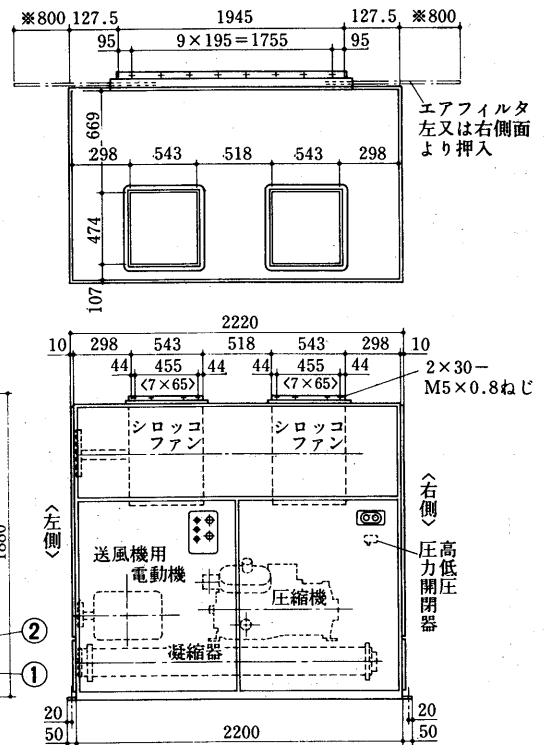 ※800 127.5 1945 127.5 ※800
95 9×195=1755 95
エアフィルタ
左又は右側面
より押入
669
298 543 518 543 298
474
107
2220
10 298 543 518 543 298 10
44 455 44 44 455 44
〈7×65〉 〈7×65〉
2×30−
M5×0.8ねじ
シロッコ
ファン
シロッコ
ファン
〈左側〉
〈右側〉
送風機用
電動機
圧縮機
高低圧
圧力開閉器
凝縮器
②
①
20 20
50 2200 50